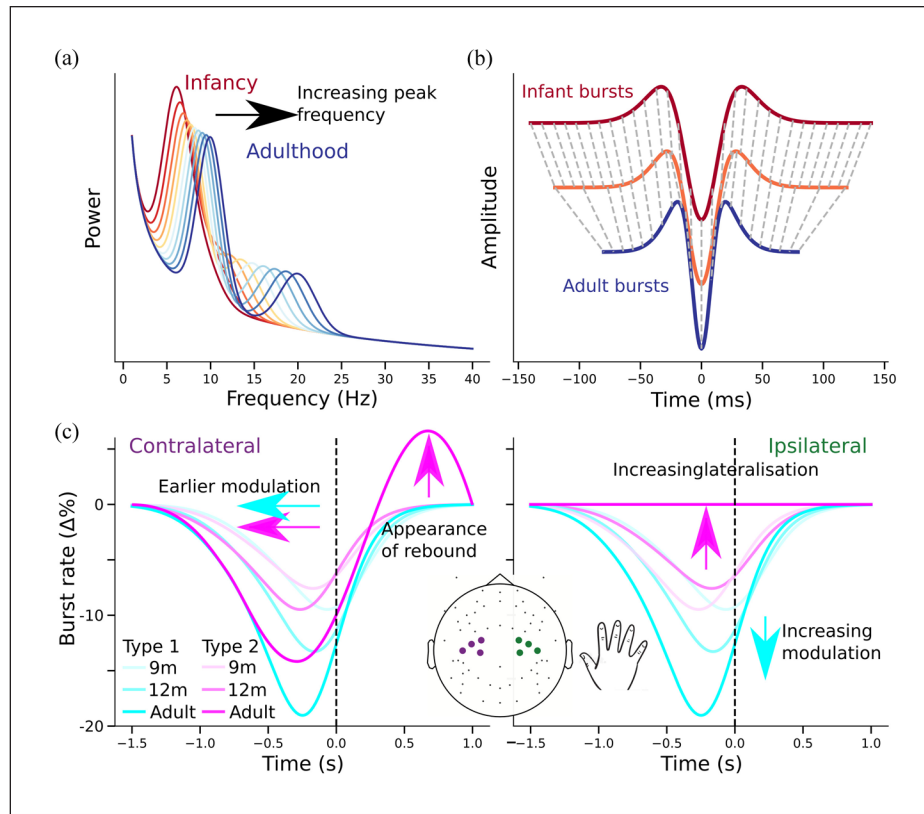 (a)
Infancy
Increasing peak
frequency
Adulthood
Power
0 5 10 15 20 25 30 35 40
Frequency (Hz)
(b)
Infant bursts
Adult bursts
Amplitude
−150 −100 −50 0 50 100 150
Time (ms)
(c)
Contralateral
Earlier modulation
Appearance
of rebound
Burst rate (Δ%)
0
−10
−20
Type 1 Type 2
9m 9m
12m 12m
Adult Adult
−1.5 −1.0 −0.5 0.0 0.5 1.0
Time (s)
Ipsilateral
Increasinglateralisation
Increasing
modulation
−1.5 −1.0 −0.5 0.0 0.5 1.0
Time (s)